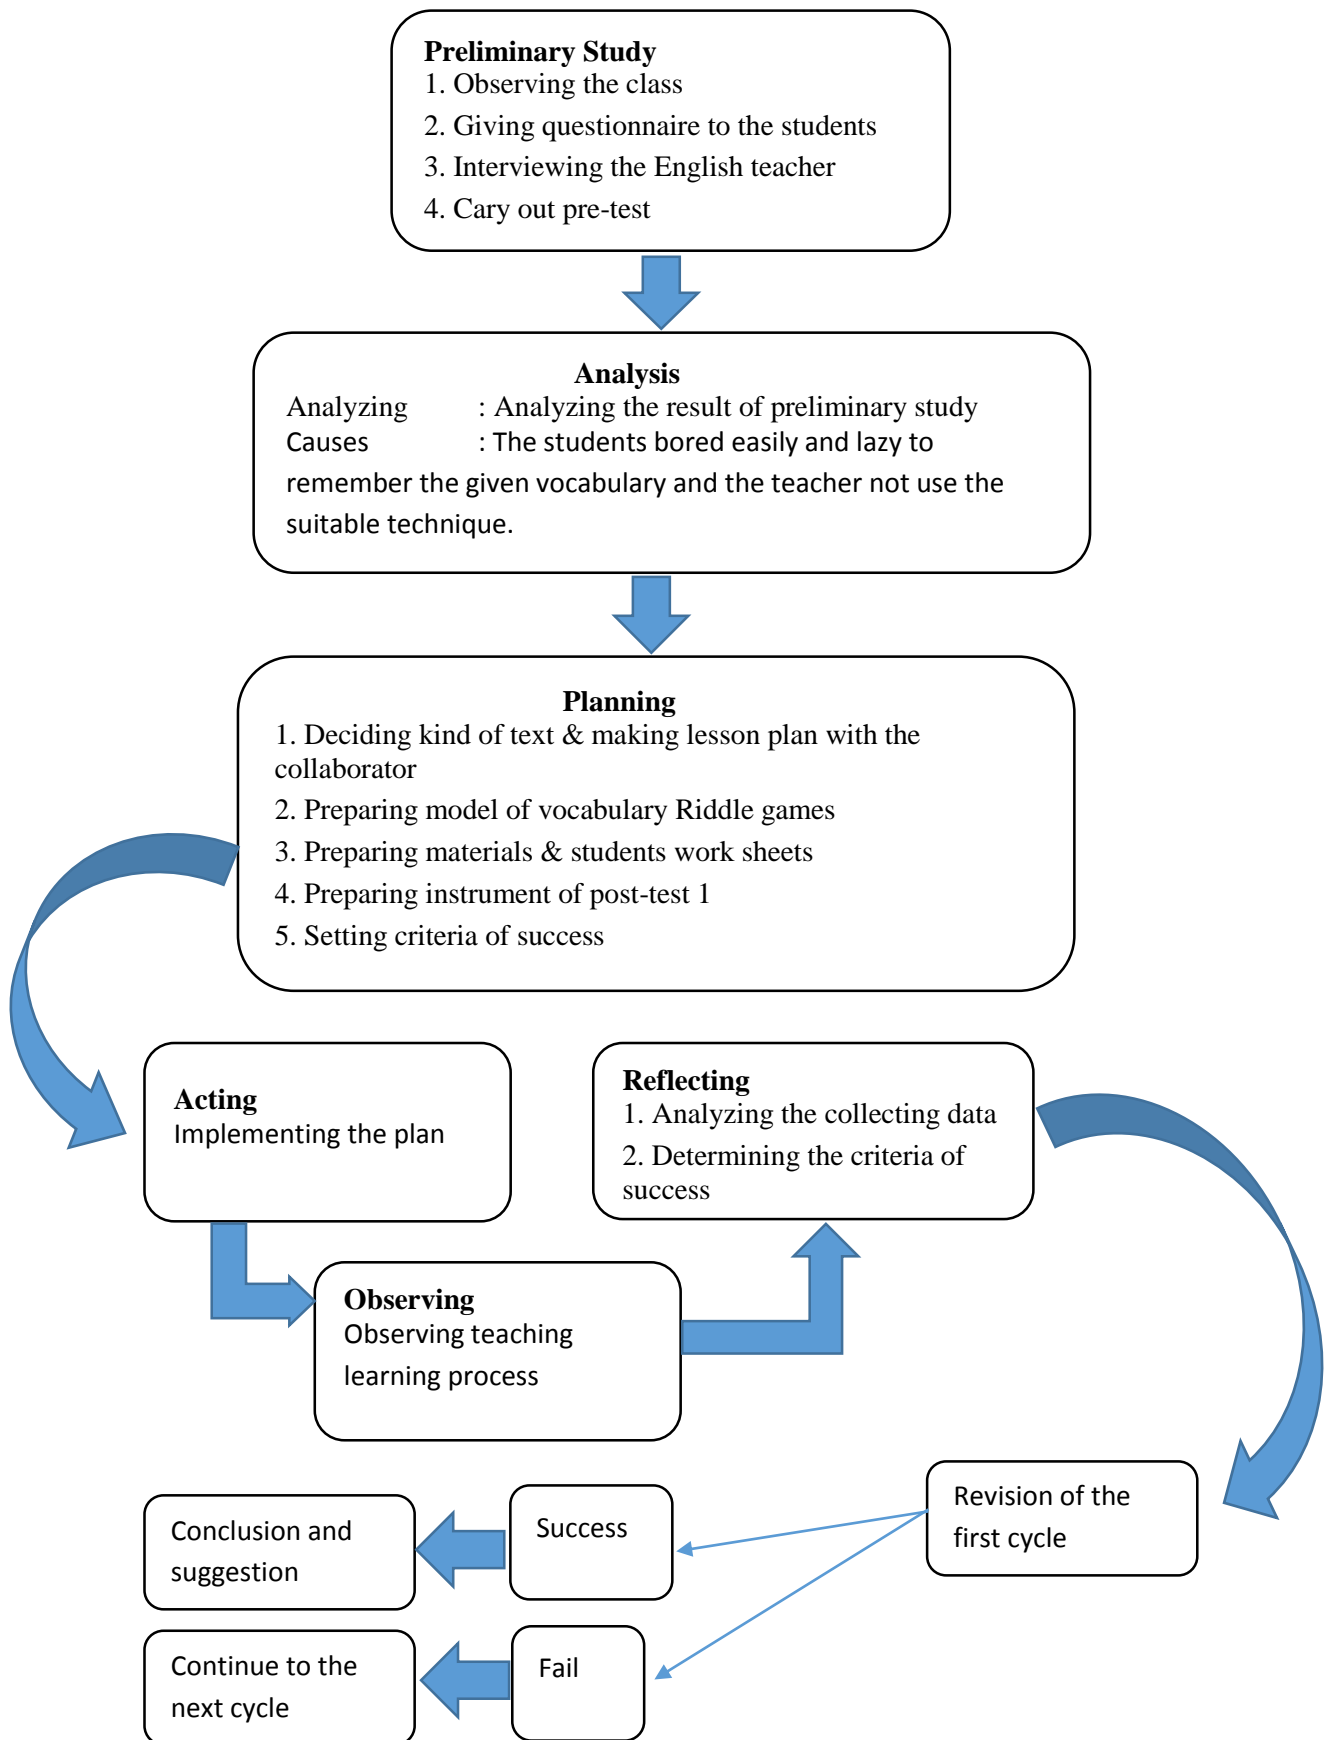 Preliminary Study
1. Observing the class
2. Giving questionnaire to the students
3. Interviewing the English teacher
4. Cary out pre-test
Analysis
Analyzing : Analyzing the result of preliminary study
Causes : The students bored easily and lazy to
remember the given vocabulary and the teacher not use the
suitable technique.
Planning
1. Deciding kind of text & making lesson plan with the
collaborator
2. Preparing model of vocabulary Riddle games
3. Preparing materials & students work sheets
4. Preparing instrument of post-test 1
5. Setting criteria of success
Acting
Implementing the plan
Reflecting
1. Analyzing the collecting data
2. Determining the criteria of
success
Observing
Observing teaching
learning process
Revision of the
first cycle
Success
Conclusion and
suggestion
Fail
Continue to the
next cycle